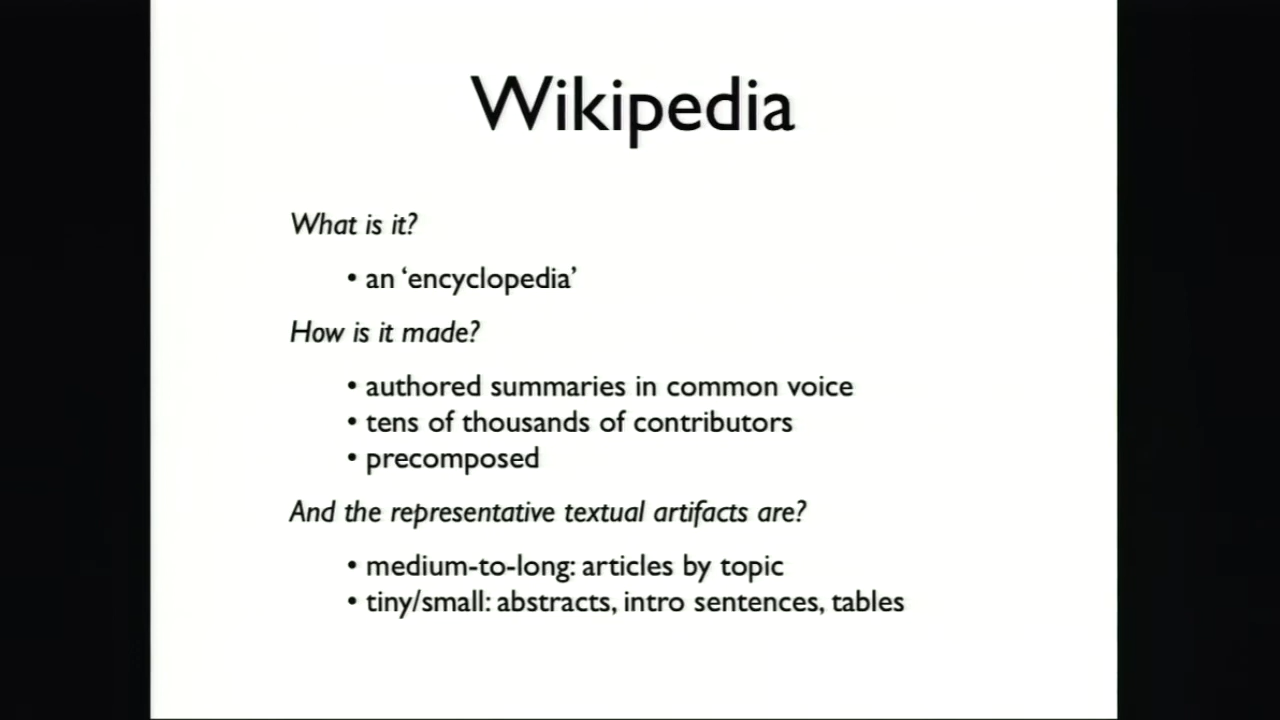 Wikipedia
What is it?
• an ‘encyclopedia’
How is it made?
• authored summaries in common voice
• tens of thousands of contributors
• precomposed
And the representative textual artifacts are?
• medium-to-long: articles by topic
• tiny/small: abstracts, intro sentences, tables